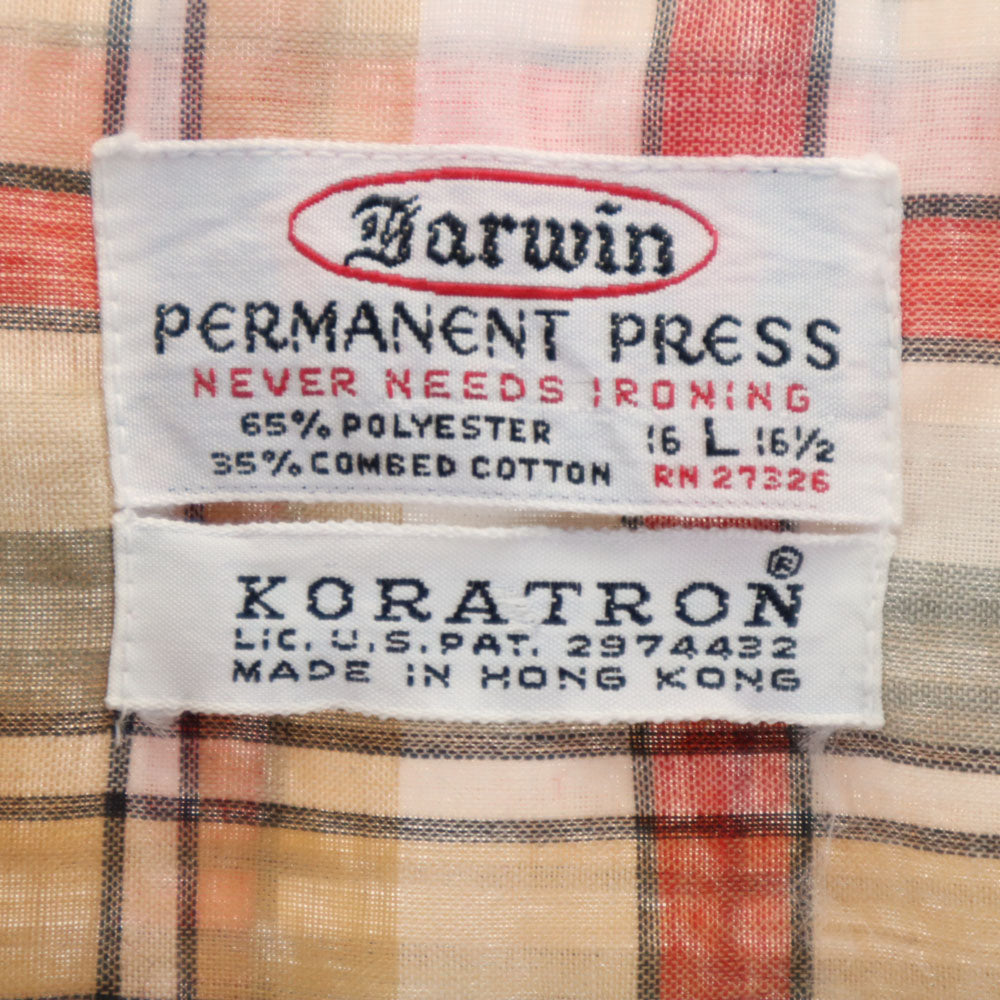 Darwin
PERMANENT PRESS
NEVER NEEDS IRONING
65% POLYESTER 16 L 16½
35% COMBED COTTON RN 27326
KORATRON®
LIC. U.S. PAT. 2974432
MADE IN HONG KONG